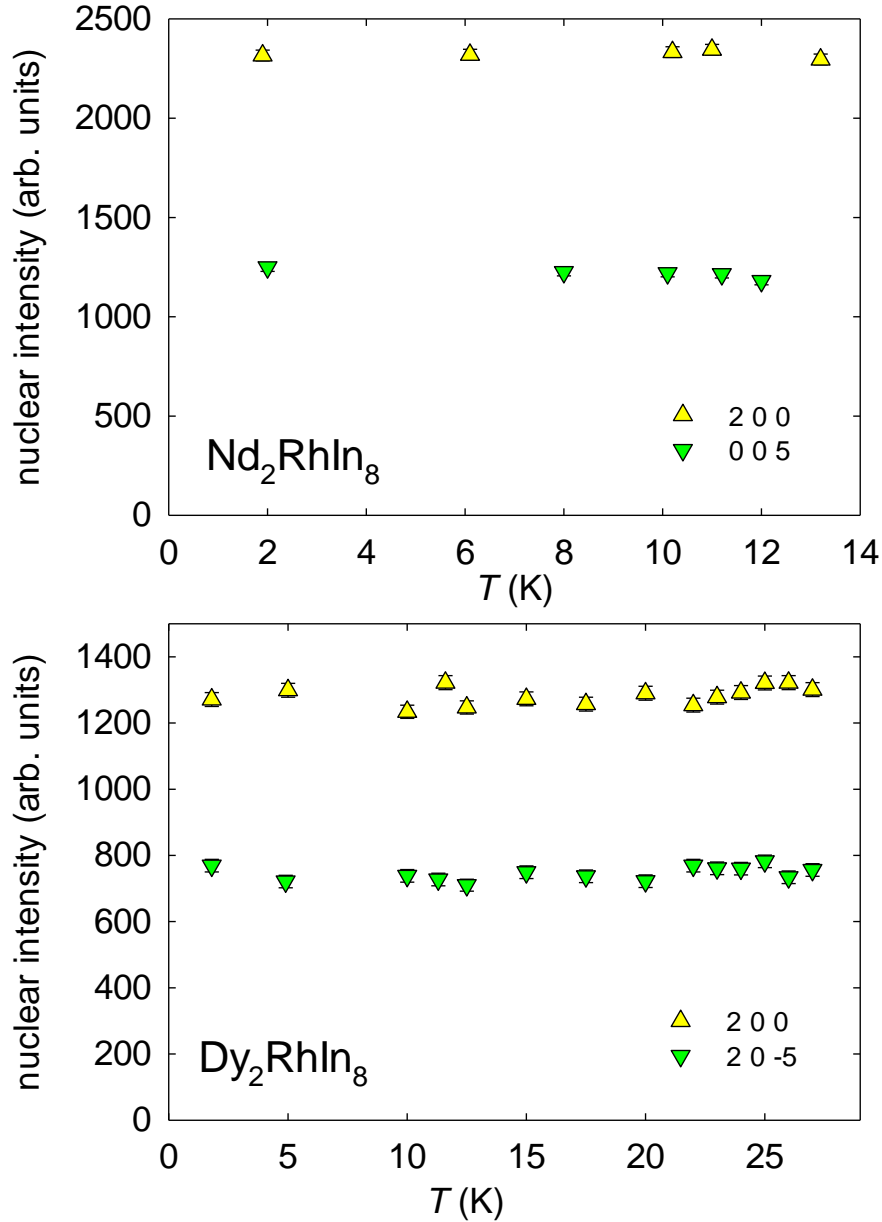 2500
2000
1500
1000
500
0
nuclear intensity (arb. units)
2 0 0
0 0 5
Nd₂RhIn₈
0 2 4 6 8 10 12 14
T (K)
1400
1200
1000
800
600
400
200
0
nuclear intensity (arb. units)
2 0 0
2 0 -5
Dy₂RhIn₈
0 5 10 15 20 25
T (K)